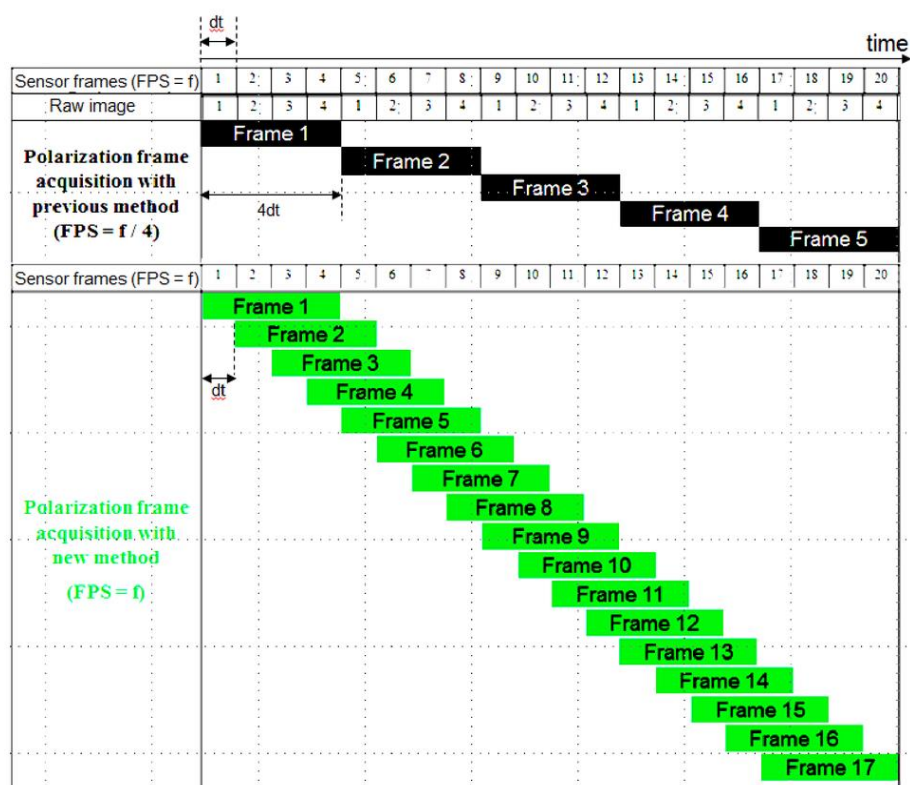 dt
time
Sensor frames (FPS = f) 1 2 3 4 5 6 7 8 9 10 11 12 13 14 15 16 17 18 19 20
Raw image 1 2 3 4 1 2 3 4 1 2 3 4 1 2 3 4 1 2 3 4
Frame 1
Polarization frame
acquisition with
previous method
(FPS = f / 4)
Frame 2
Frame 3
4dt
Frame 4
Frame 5
Sensor frames (FPS = f) 1 2 3 4 5 6 8 9 10 11 12 13 14 15 16 17 18 19 20
Frame 1
Frame 2
Frame 3
dt
Frame 4
Frame 5
Frame 6
Frame 7
Frame 8
Polarization frame
acquisition with
new method
(FPS = f)
Frame 9
Frame 10
Frame 11
Frame 12
Frame 13
Frame 14
Frame 15
Frame 16
Frame 17